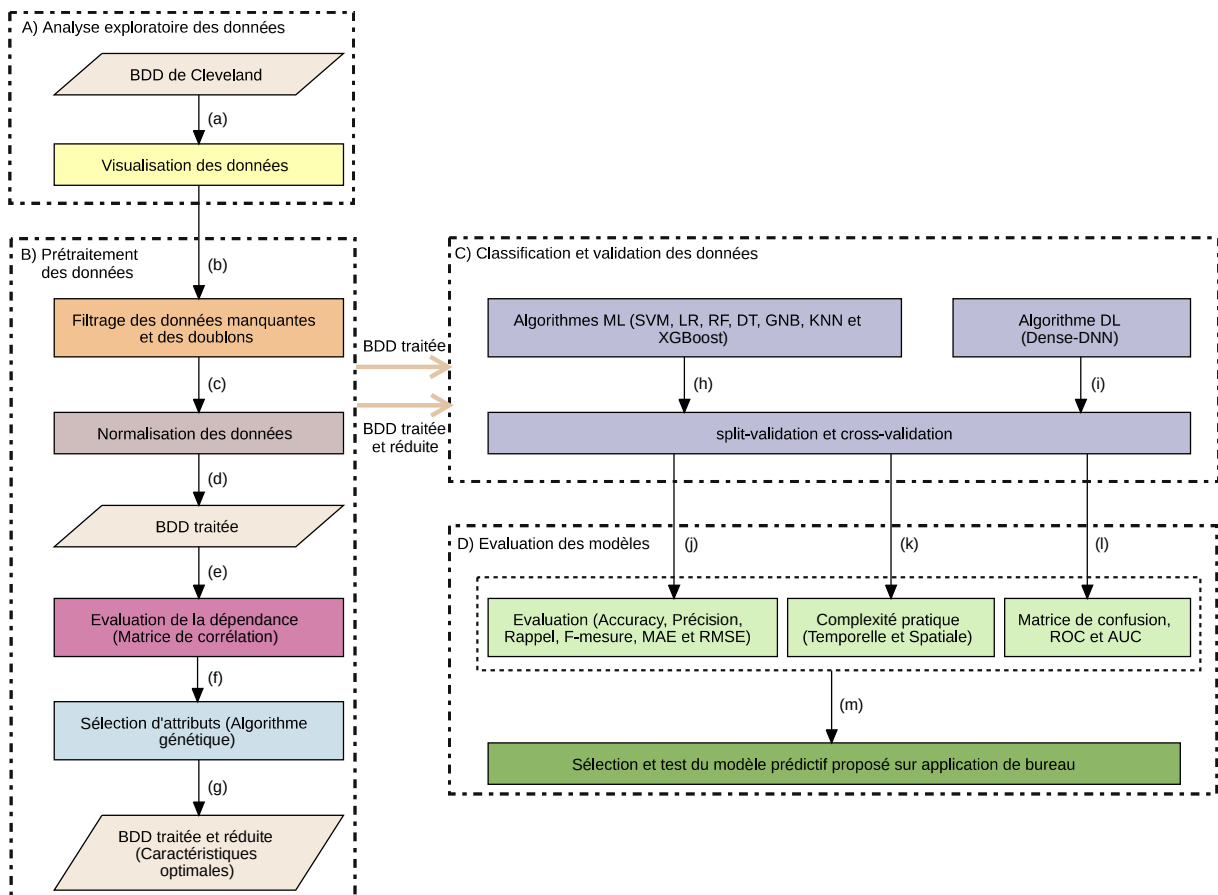 A) Analyse exploratoire des données
BDD de Cleveland
(a)
Visualisation des données
B) Prétraitement
des données
(b)
Filtrage des données manquantes
et des doublons
(c)
Normalisation des données
(d)
BDD traitée
(e)
Evaluation de la dépendance
(Matrice de corrélation)
(f)
Sélection d'attributs (Algorithme
génétique)
(g)
BDD traitée et réduite
(Caractéristiques
optimales)
BDD traitée
BDD traitée
et réduite
C) Classification et validation des données
Algorithmes ML (SVM, LR, RF, DT, GNB, KNN et
XGBoost)
Algorithme DL
(Dense-DNN)
(h)
(i)
split-validation et cross-validation
D) Evaluation des modèles
(j)
(k)
(l)
Evaluation (Accuracy, Précision,
Rappel, F-mesure, MAE et RMSE)
Complexité pratique
(Temporelle et Spatiale)
Matrice de confusion,
ROC et AUC
(m)
Sélection et test du modèle prédictif proposé sur application de bureau